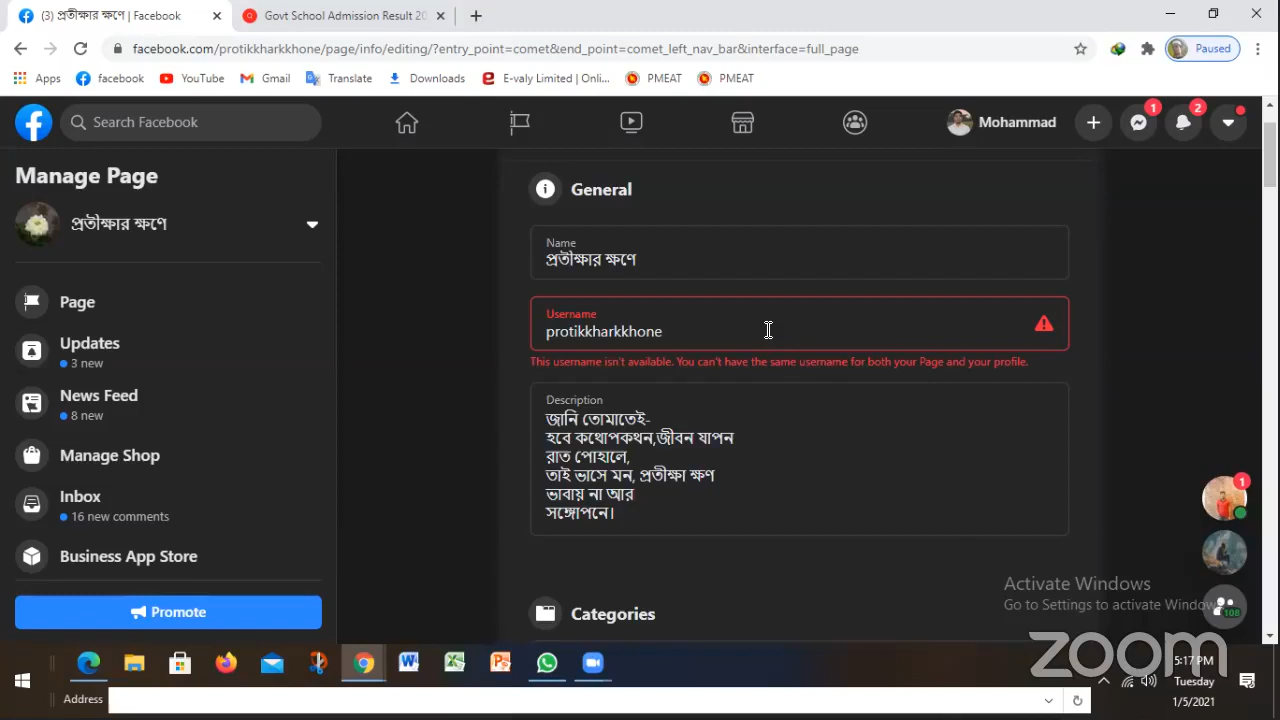 (3) প্রতীক্ষার ক্ষণে | Facebook
Govt School Admission Result 20
facebook.com/protikkharkkhone/page/info/editing/?entry_point=comet&end_point=comet_left_nav_bar&interface=full_page
Paused
Apps
facebook
YouTube
Gmail
Translate
Downloads
E-valy Limited | Onli...
PMEAT
PMEAT
Search Facebook
Mohammad
1
2
Manage Page
প্রতীক্ষার ক্ষণে
Page
Updates
3 new
News Feed
8 new
Manage Shop
Inbox
16 new comments
Business App Store
Promote
General
Name
প্রতীক্ষার ক্ষণে
Username
protikkharkkhone
This username isn't available. You can't have the same username for both your Page and your profile.
Description
জানি তোমাতেই-
হবে কথোপকথন,জীবন যাপন
রাত পোহালে,
তাই ভাসে মন, প্রতীক্ষা ক্ষণ
ভাবায় না আর
সঙ্গোপনে।
Categories
1
108
Activate Windows
Go to Settings to activate Window
zoom
5:17 PM
Tuesday
1/5/2021
Address